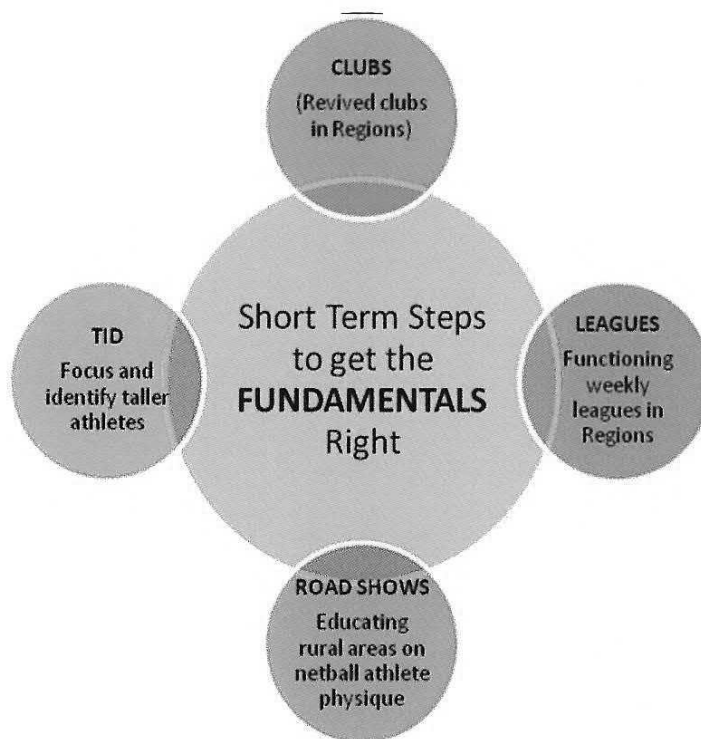 CLUBS
(Revived clubs
in Regions)
Short Term Steps
to get the
FUNDAMENTALS
Right
TID
Focus and
identify taller
athletes
LEAGUES
Functioning
weekly
leagues in
Regions
ROAD SHOWS
Educating
rural areas on
netball athlete
physique